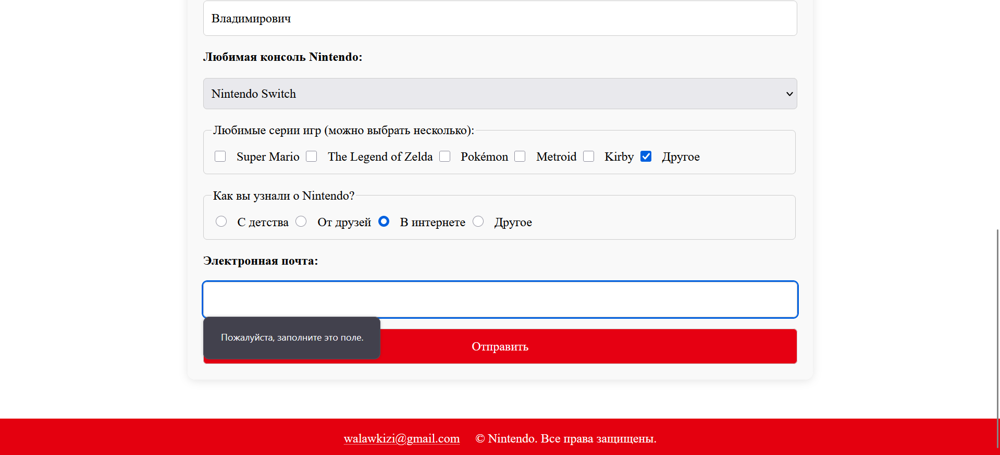 Владимирович
Любимая консоль Nintendo:
Nintendo Switch
Любимые серии игр (можно выбрать несколько):
Super Mario The Legend of Zelda Pokémon Metroid Kirby Другое
Как вы узнали о Nintendo?
С детства От друзей В интернете Другое
Электронная почта:
Пожалуйста, заполните это поле.
Отправить
walawkizi@gmail.com © Nintendo. Все права защищены.